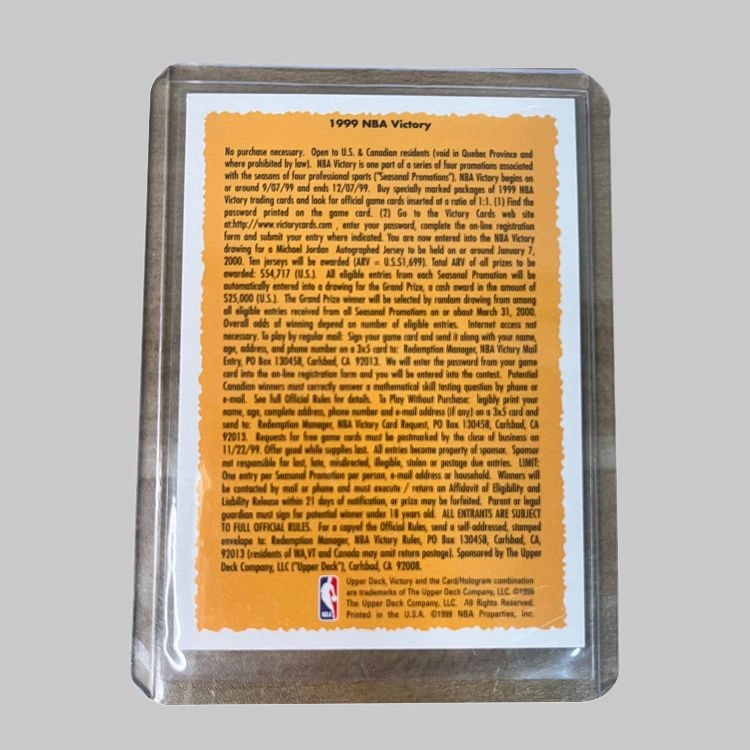 1999 NBA Victory
No purchase necessary. Open to U.S. & Canadian residents (void in Quebec Province and
where prohibited by law). NBA Victory is one part of a series of four promotions associated
with the seasons of four professional sports ("Seasonal Promotions"). NBA Victory begins on
or around 9/07/99 and ends 12/07/99. Buy specially marked packages of 1999 NBA
Victory trading cards and look for official game cards inserted at a ratio of 1:1. (1) Find the
password printed on the game card. (2) Go to the Victory Cards web site
at:http://www.victorycards.com , enter your password, complete the on-line registration
form and submit your entry where indicated. You are now entered into the NBA Victory
drawing for a Michael Jordan Autographed Jersey to be held on or around January 7,
2000. Ten jerseys will be awarded (ARV = U.S.$1,699). Total ARV of all prizes to be
awarded: $54,717 (U.S.). All eligible entries from each Seasonal Promotion will be
automatically entered into a drawing for the Grand Prize, a cash award in the amount of
$25,000 (U.S.). The Grand Prize winner will be selected by random drawing from among
all eligible entries received from all Seasonal Promotions on or about March 31, 2000.
Overall odds of winning depend on number of eligible entries. Internet access not
necessary. To play by regular mail: Sign your game card and send it along with your name,
age, address, and phone number on a 3x5 card to: Redemption Manager, NBA Victory Mail
Entry, PO Box 130458, Carlsbad, CA 92013. We will enter the password from your game
card into the on-line registration form and you will be entered into the contest. Potential
Canadian winners must correctly answer a mathematical skill testing question by phone or
e-mail. See full Official Rules for details. To Play Without Purchase: legibly print your
name, age, complete address, phone number and e-mail address (if any) on a 3x5 card and
send to: Redemption Manager, NBA Victory Card Request, PO Box 130458, Carlsbad, CA
92013. Requests for free game cards must be postmarked by the close of business on
11/22/99. Offer good while supplies last. All entries become property of sponsor. Sponsor
not responsible for lost, late, misdirected, illegible, stolen or postage due entries. LIMIT:
One entry per Seasonal Promotion per person, e-mail address or household. Winners will
be contacted by mail or phone and must execute / return an Affidavit of Eligibility and
Liability Release within 21 days of notification, or prize may be forfeited. Parent or legal
guardian must sign for potential winner under 18 years old. ALL ENTRANTS ARE SUBJECT
TO FULL OFFICIAL RULES. For a copyof the Official Rules, send a self-addressed, stamped
envelope to: Redemption Manager, NBA Victory Rules, PO Box 130458, Carlsbad, CA
92013 (residents of WA,VT and Canada may omit return postage). Sponsored by The Upper
Deck Company, LLC ("Upper Deck"), Carlsbad, CA 92008.
Upper Deck, Victory and the Card/Hologram combination
are trademarks of The Upper Deck Company, LLC. ©1999
The Upper Deck Company, LLC. All Rights Reserved.
Printed in the U.S.A. ©1999 NBA Properties, Inc.
NBA